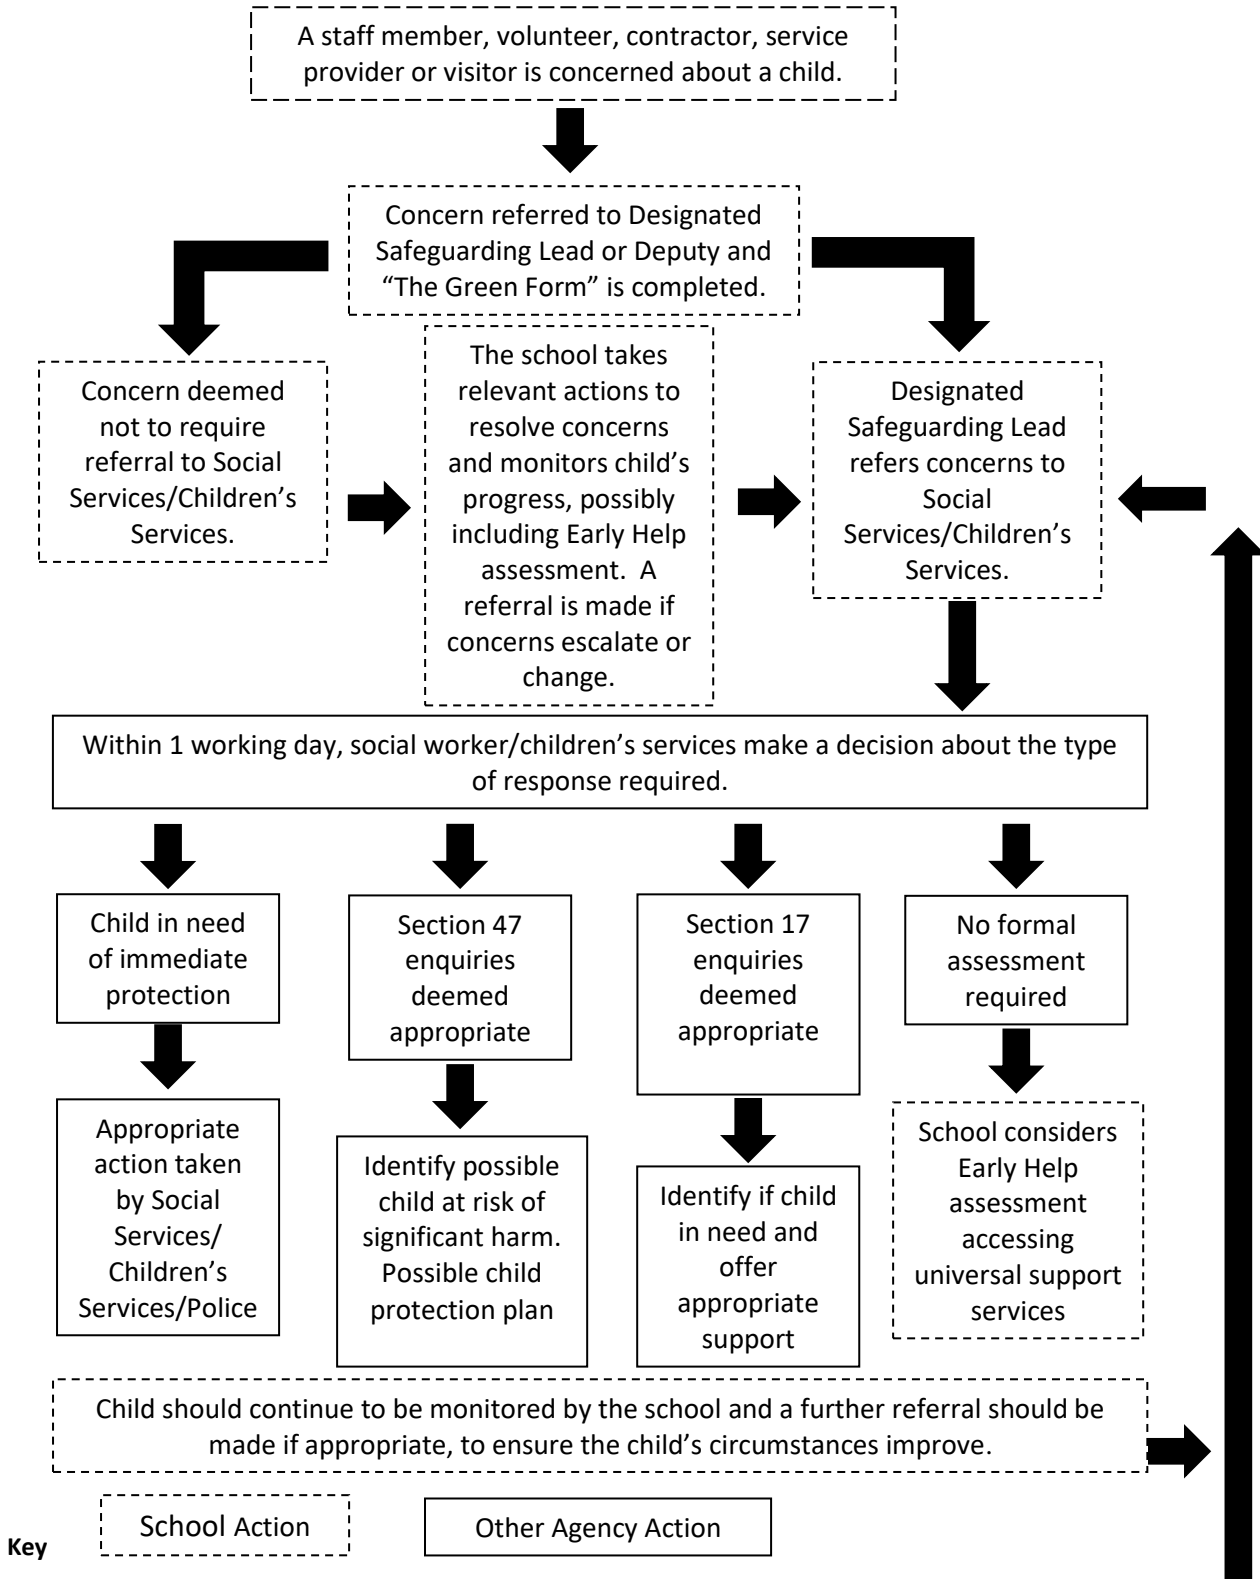 A staff member, volunteer, contractor, service
provider or visitor is concerned about a child.
Concern referred to Designated
Safeguarding Lead or Deputy and
“The Green Form” is completed.
Concern deemed
not to require
referral to Social
Services/Children’s
Services.
The school takes
relevant actions to
resolve concerns
and monitors child’s
progress, possibly
including Early Help
assessment.  A
referral is made if
concerns escalate or
change.
Designated
Safeguarding Lead
refers concerns to
Social
Services/Children’s
Services.
Within 1 working day, social worker/children’s services make a decision about the type
of response required.
Child in need
of immediate
protection
Section 47
enquiries
deemed
appropriate
Section 17
enquiries
deemed
appropriate
No formal
assessment
required
Appropriate
action taken
by Social
Services/
Children’s
Services/Police
Identify possible
child at risk of
significant harm.
Possible child
protection plan
Identify if child
in need and
offer
appropriate
support
School considers
Early Help
assessment
accessing
universal support
services
Child should continue to be monitored by the school and a further referral should be
made if appropriate, to ensure the child’s circumstances improve.
Key
School Action
Other Agency Action